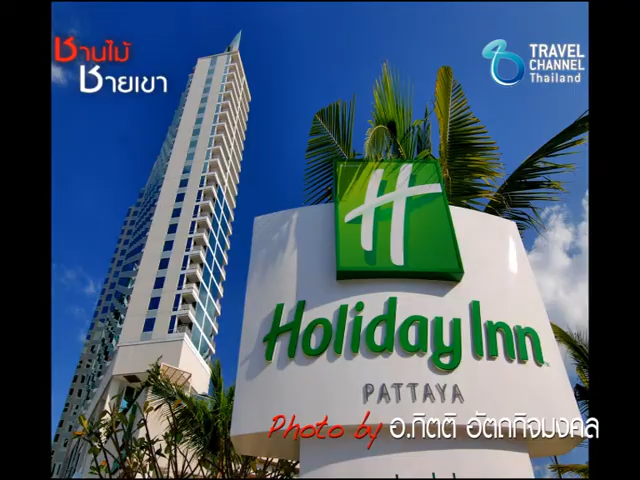 ชานไม้
ชายเขา
TRAVEL
CHANNEL
Thailand
H
Holiday Inn
PATTAYA
Photo by อ.กิตติ อัตถกิจมงคล